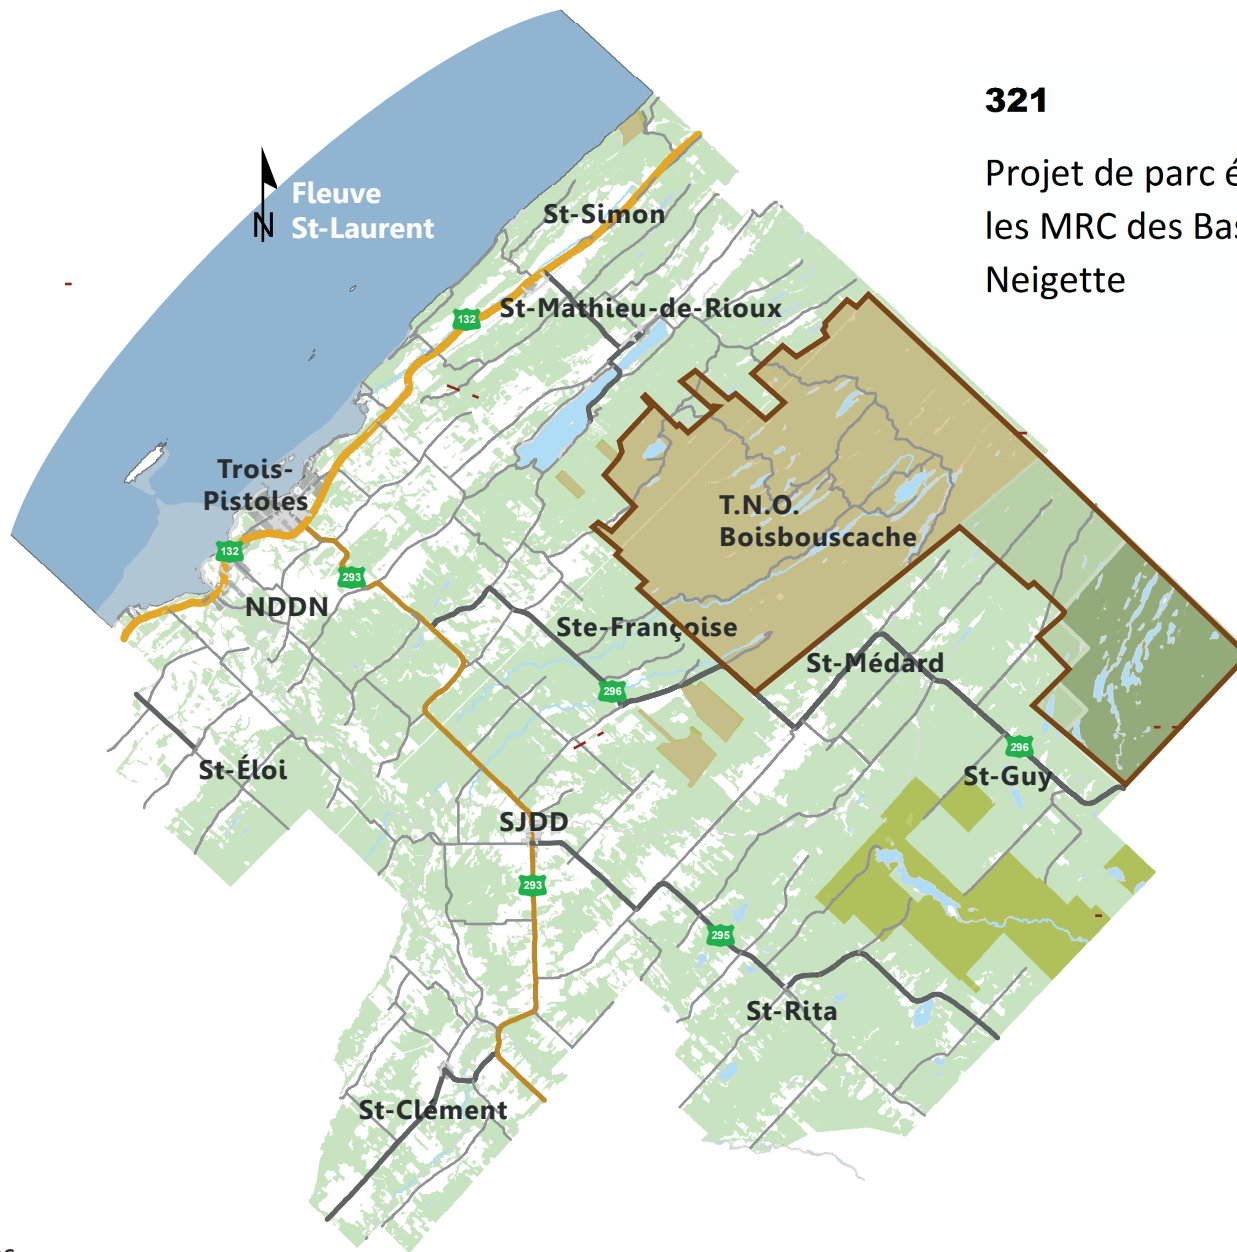 321
Projet de parc é
les MRC des Bas
Neigette
N
Fleuve
St-Laurent
St-Simon
St-Mathieu-de-Rioux
132
Trois-
Pistoles
T.N.O.
Boisbouscache
132
293
NDDN
Ste-Françoise
St-Médard
296
296
St-Guy
St-Éloi
SJDD
293
295
St-Rita
St-Clément